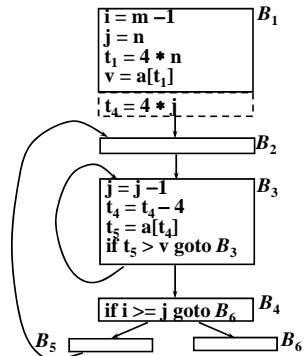 i = m -1 B1
j = n
t1 = 4 * n
v = a[t1]
t4 = 4 * j
B2
j = j -1 B3
t4 = t4 - 4
t5 = a[t4]
if t5 > v goto B3
if i >= j goto B6 B4
B5 B6